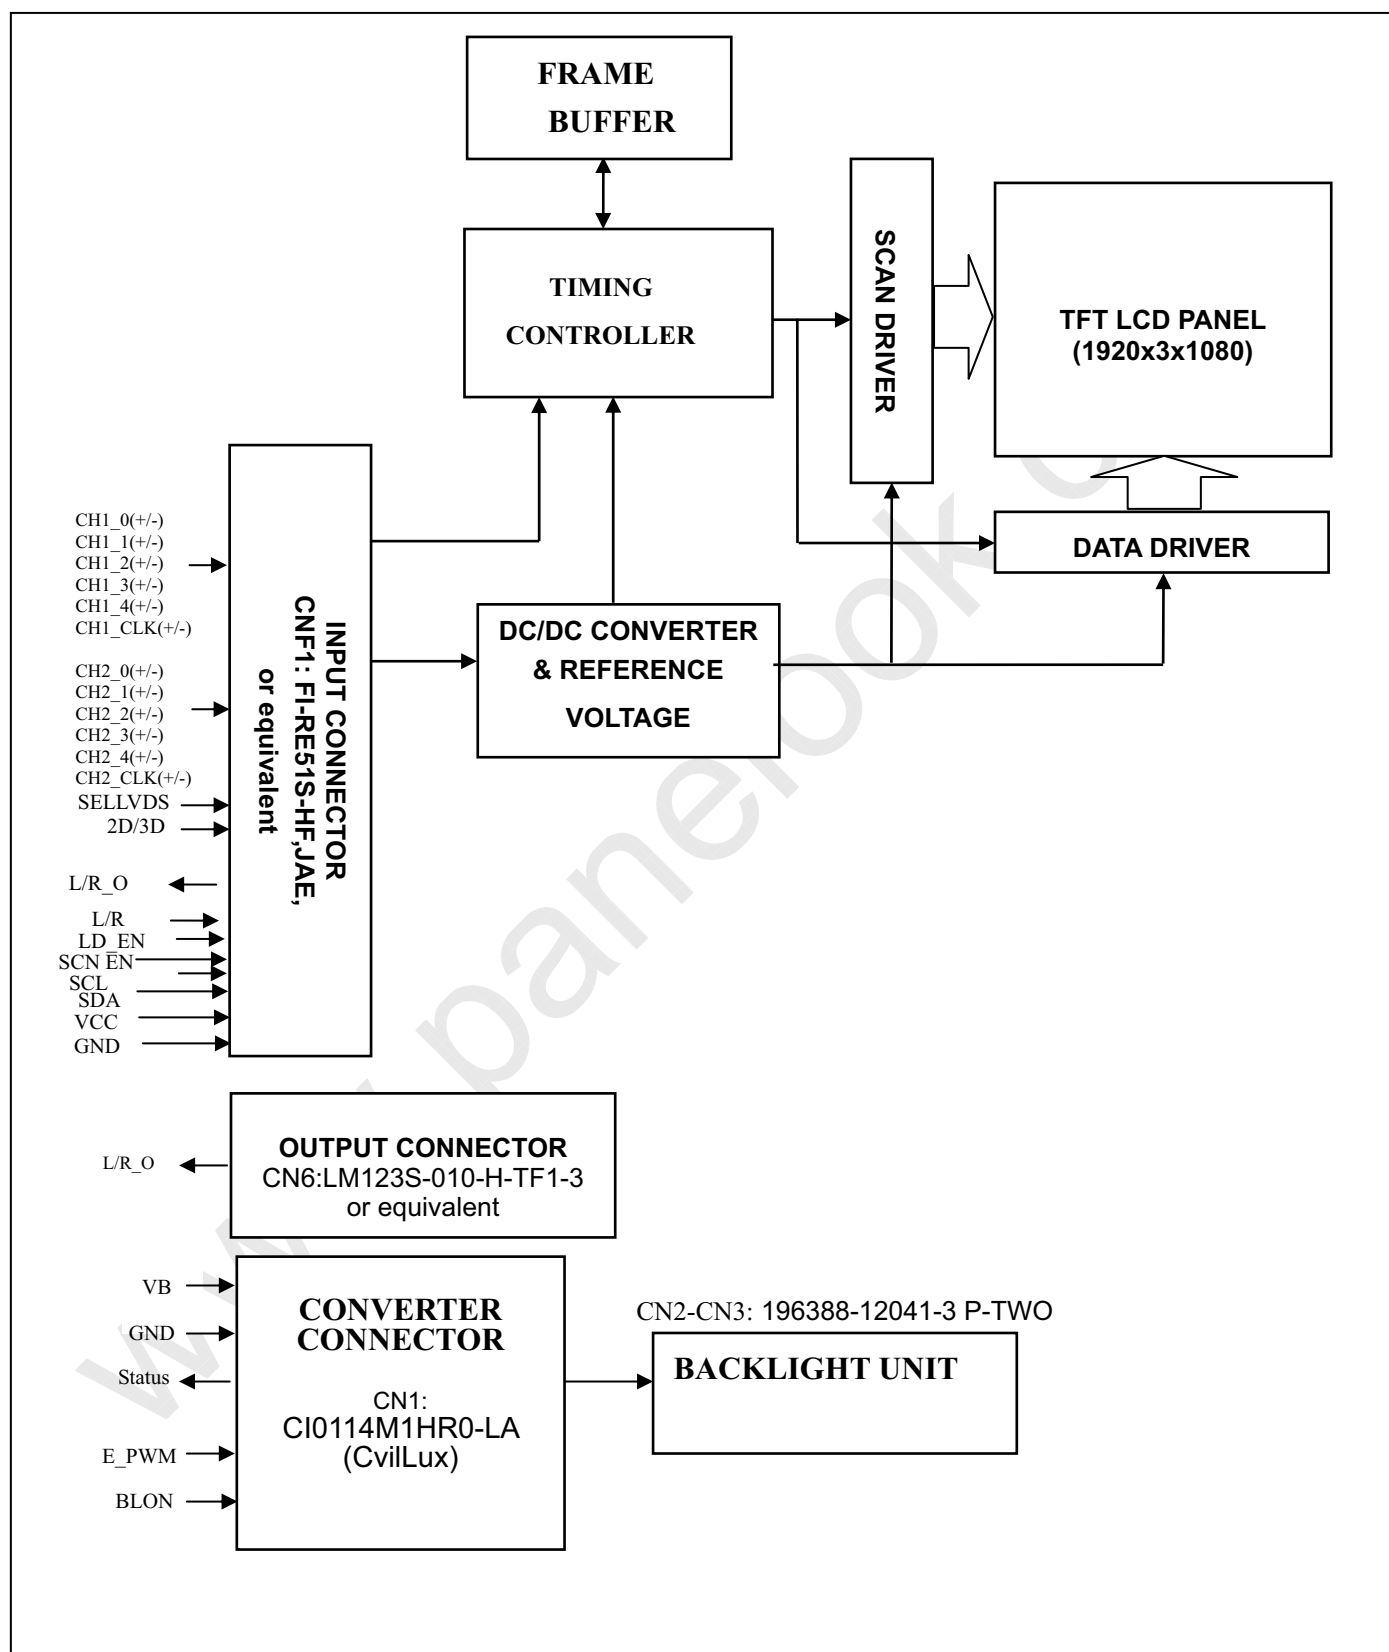 FRAME
BUFFER
TIMING
CONTROLLER
SCAN DRIVER
TFT LCD PANEL
(1920x3x1080)
DATA DRIVER
DC/DC CONVERTER
& REFERENCE
VOLTAGE
INPUT CONNECTOR
CNF1: FI-RE51S-HF,JAE,
or equivalent
CH1_0(+/-)
CH1_1(+/-)
CH1_2(+/-)
CH1_3(+/-)
CH1_4(+/-)
CH1_CLK(+/-)
CH2_0(+/-)
CH2_1(+/-)
CH2_2(+/-)
CH2_3(+/-)
CH2_4(+/-)
CH2_CLK(+/-)
SELLVDS
2D/3D
L/R_O
L/R
LD_EN
SCN EN
SCL
SDA
VCC
GND
OUTPUT CONNECTOR
CN6:LM123S-010-H-TF1-3
or equivalent
L/R_O
VB
GND
Status
E_PWM
BLON
CONVERTER
CONNECTOR
CN1:
CI0114M1HR0-LA
(CvilLux)
CN2-CN3: 196388-12041-3 P-TWO
BACKLIGHT UNIT